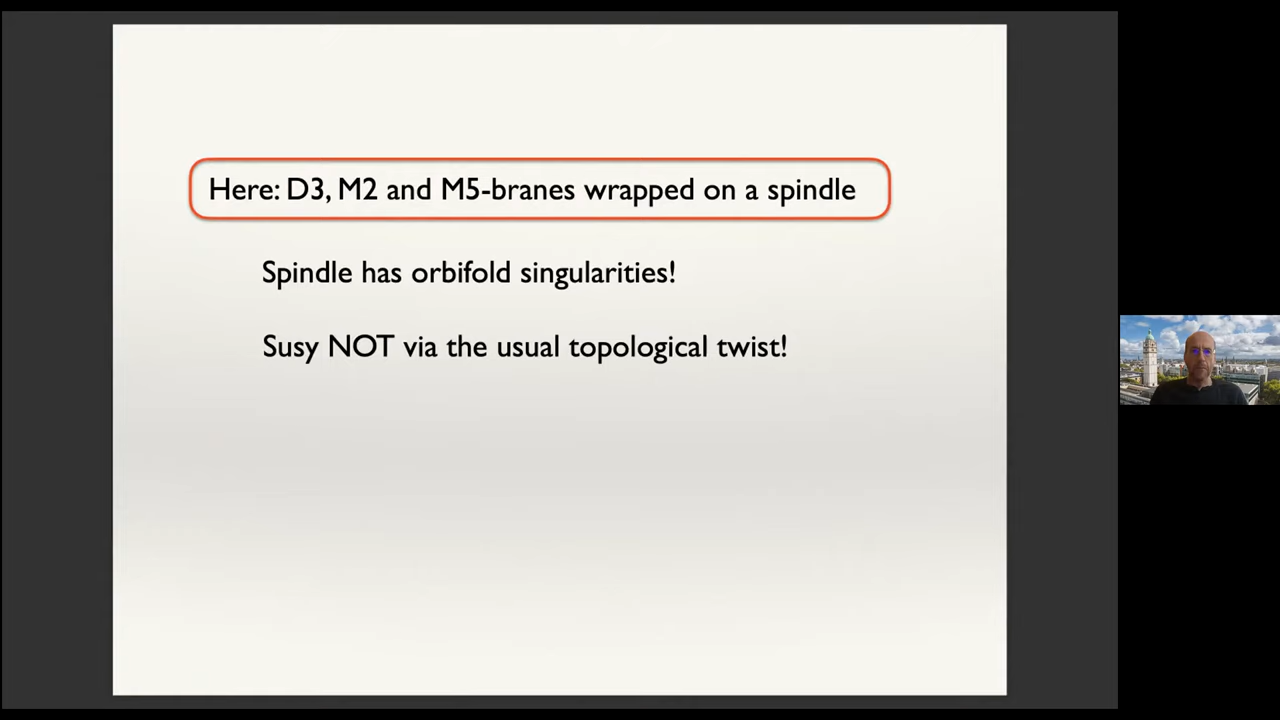 Here: D3, M2 and M5-branes wrapped on a spindle
Spindle has orbifold singularities!
Susy NOT via the usual topological twist!